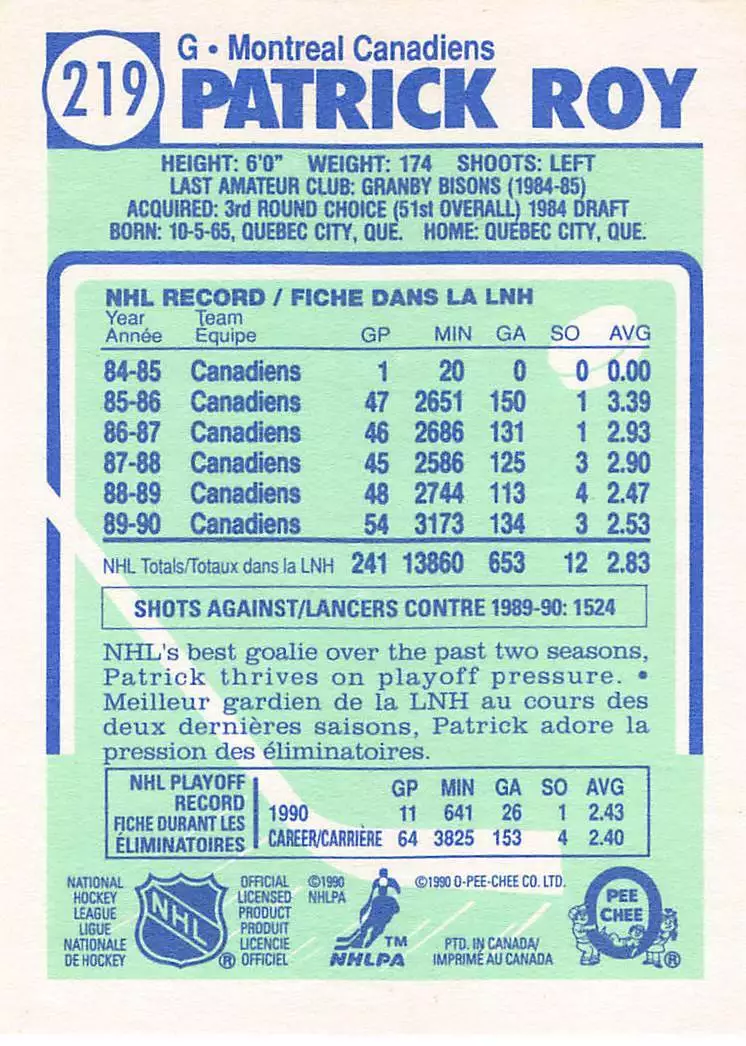 219
G • Montreal Canadiens
PATRICK ROY
HEIGHT: 6'0" WEIGHT: 174 SHOOTS: LEFT
LAST AMATEUR CLUB: GRANBY BISONS (1984-85)
ACQUIRED: 3rd ROUND CHOICE (51st OVERALL) 1984 DRAFT
BORN: 10-5-65, QUEBEC CITY, QUE. HOME: QUEBEC CITY, QUE.
NHL RECORD / FICHE DANS LA LNH
Year Team
Année Équipe GP MIN GA SO AVG
84-85 Canadiens 1 20 0 0 0.00
85-86 Canadiens 47 2651 150 1 3.39
86-87 Canadiens 46 2686 131 1 2.93
87-88 Canadiens 45 2586 125 3 2.90
88-89 Canadiens 48 2744 113 4 2.47
89-90 Canadiens 54 3173 134 3 2.53
NHL Totals/Totaux dans la LNH 241 13860 653 12 2.83
SHOTS AGAINST/LANCERS CONTRE 1989-90: 1524
NHL's best goalie over the past two seasons,
Patrick thrives on playoff pressure. •
Meilleur gardien de la LNH au cours des
deux dernières saisons, Patrick adore la
pression des éliminatoires.
NHL PLAYOFF
RECORD
FICHE DURANT LES
ÉLIMINATOIRES
GP MIN GA SO AVG
1990 11 641 26 1 2.43
CAREER/CARRIÈRE 64 3825 153 4 2.40
NATIONAL
HOCKEY
LEAGUE
LIGUE
NATIONALE
DE HOCKEY
NHL
®
OFFICIAL
LICENSED
PRODUCT
PRODUIT
LICENCIE
OFFICIEL
©1990
NHLPA
TM
NHLPA
©1990 O-PEE-CHEE CO. LTD.
PTD. IN CANADA/
IMPRIMÉ AU CANADA
O
PEE
CHEE
®